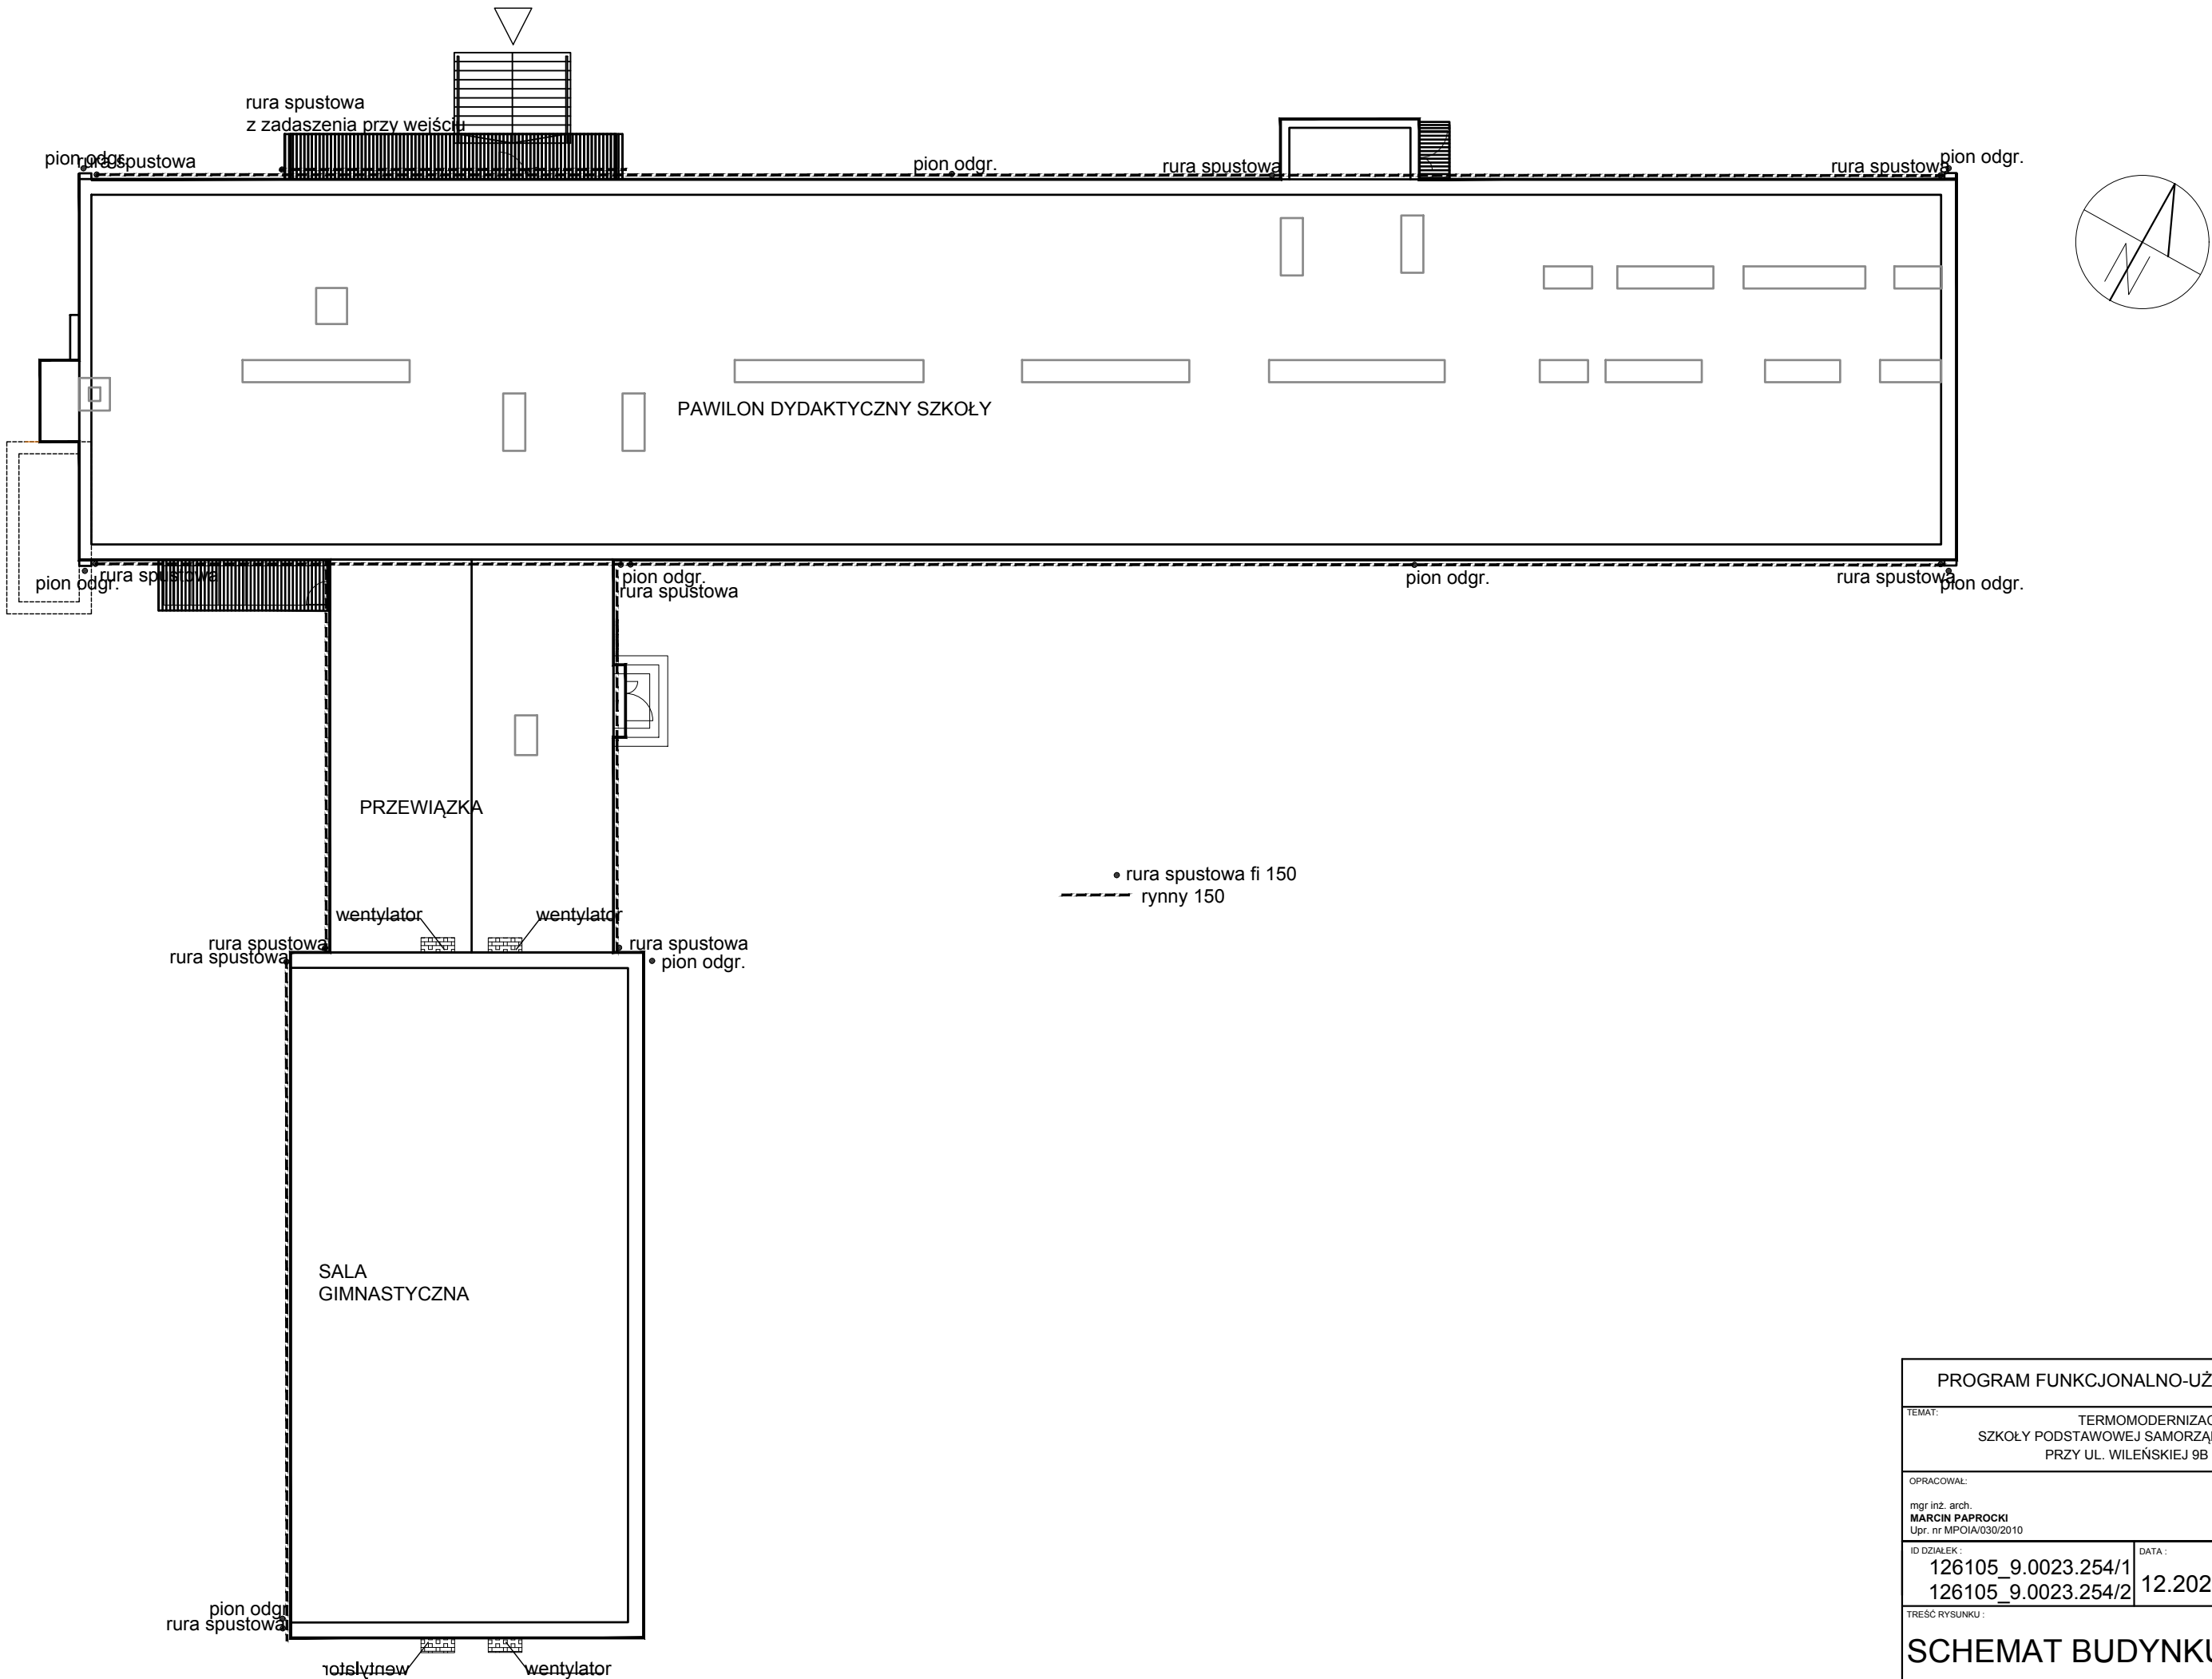 rura spustowa
z zadaszenia przy wejściu
pion odgr.
rura spustowa
pion odgr.
rura spustowa
rura spustowa
pion odgr.
PAWILON DYDAKTYCZNY SZKOŁY
pion odgr.
rura spustowa
pion odgr.
rura spustowa
pion odgr.
rura spustowa
pion odgr.
PRZEWIĄZKA
rura spustowa fi 150
rynny 150
wentylator
wentylator
rura spustowa
rura spustowa
rura spustowa
pion odgr.
SALA
GIMNASTYCZNA
pion odgr
rura spustowa
wentylator
wentylator
PROGRAM FUNKCJONALNO-UŻ
TEMAT:
TERMOMODERNIZAC
SZKOŁY PODSTAWOWEJ SAMORZĄ
PRZY UL. WILEŃSKIEJ 9B
OPRACOWAŁ:
mgr inż. arch.
MARCIN PAPROCKI
Upr. nr MPOIA/030/2010
ID DZIAŁEK :
126105_9.0023.254/1
126105_9.0023.254/2
DATA :
12.202
TREŚĆ RYSUNKU :
SCHEMAT BUDYNKU